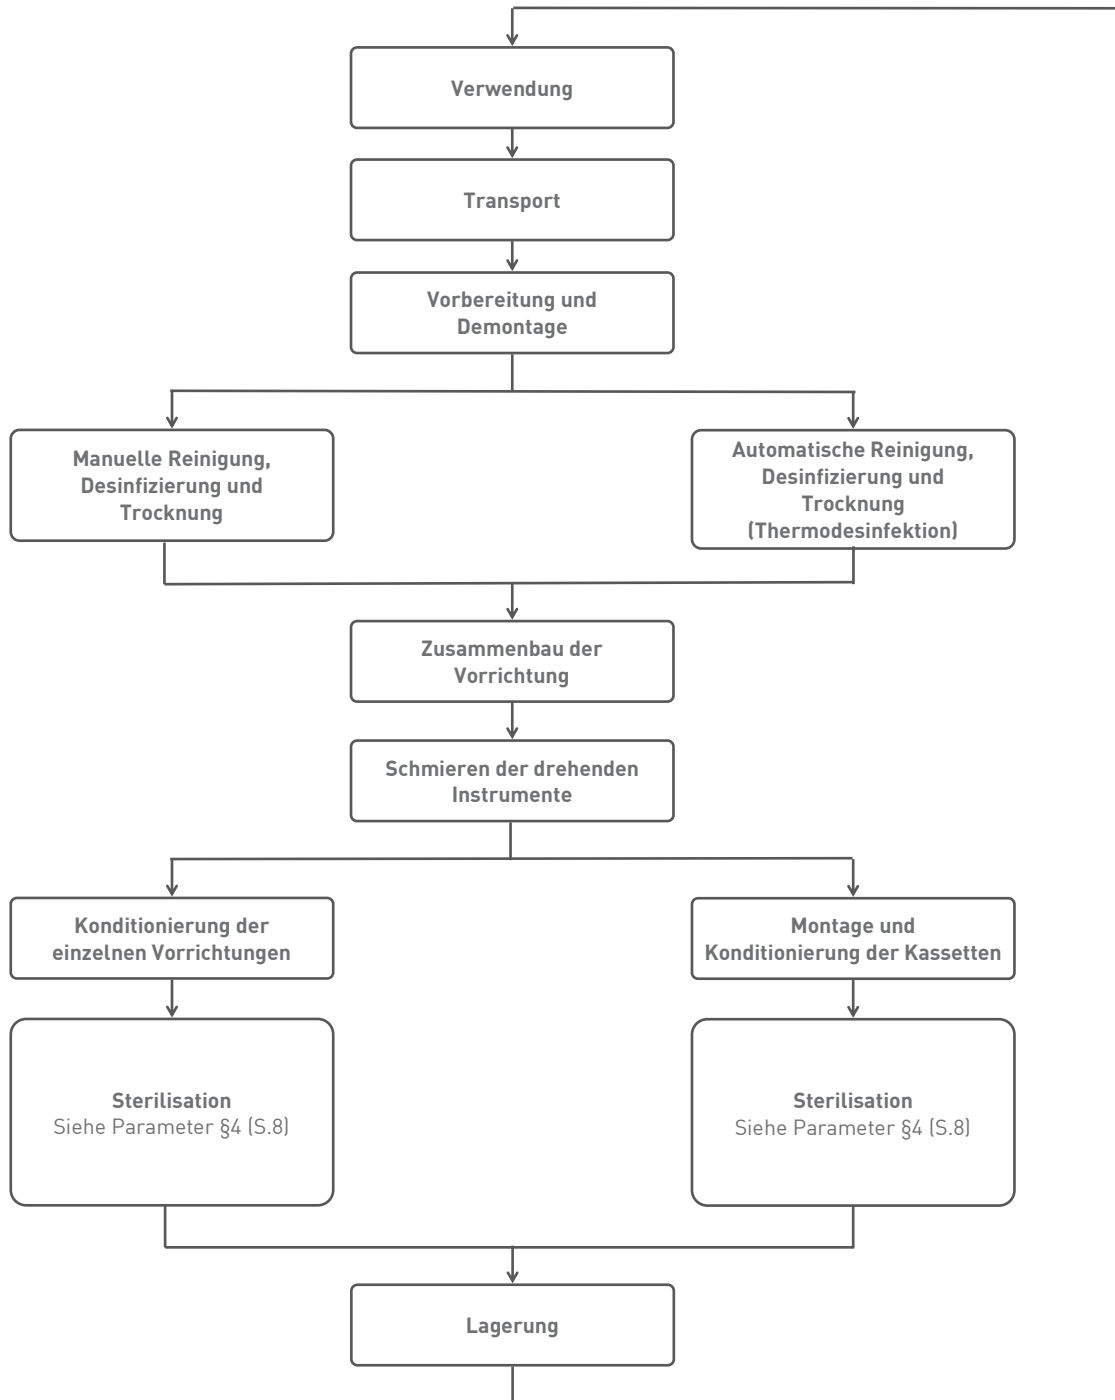 Verwendung
Transport
Vorbereitung und
Demontage
Manuelle Reinigung,
Desinfizierung und
Trocknung
Automatische Reinigung,
Desinfizierung und
Trocknung
(Thermodesinfektion)
Zusammenbau der
Vorrichtung
Schmieren der drehenden
Instrumente
Konditionierung der
einzelnen Vorrichtungen
Montage und
Konditionierung der Kassetten
Sterilisation
Siehe Parameter §4 (S.8)
Sterilisation
Siehe Parameter §4 (S.8)
Lagerung